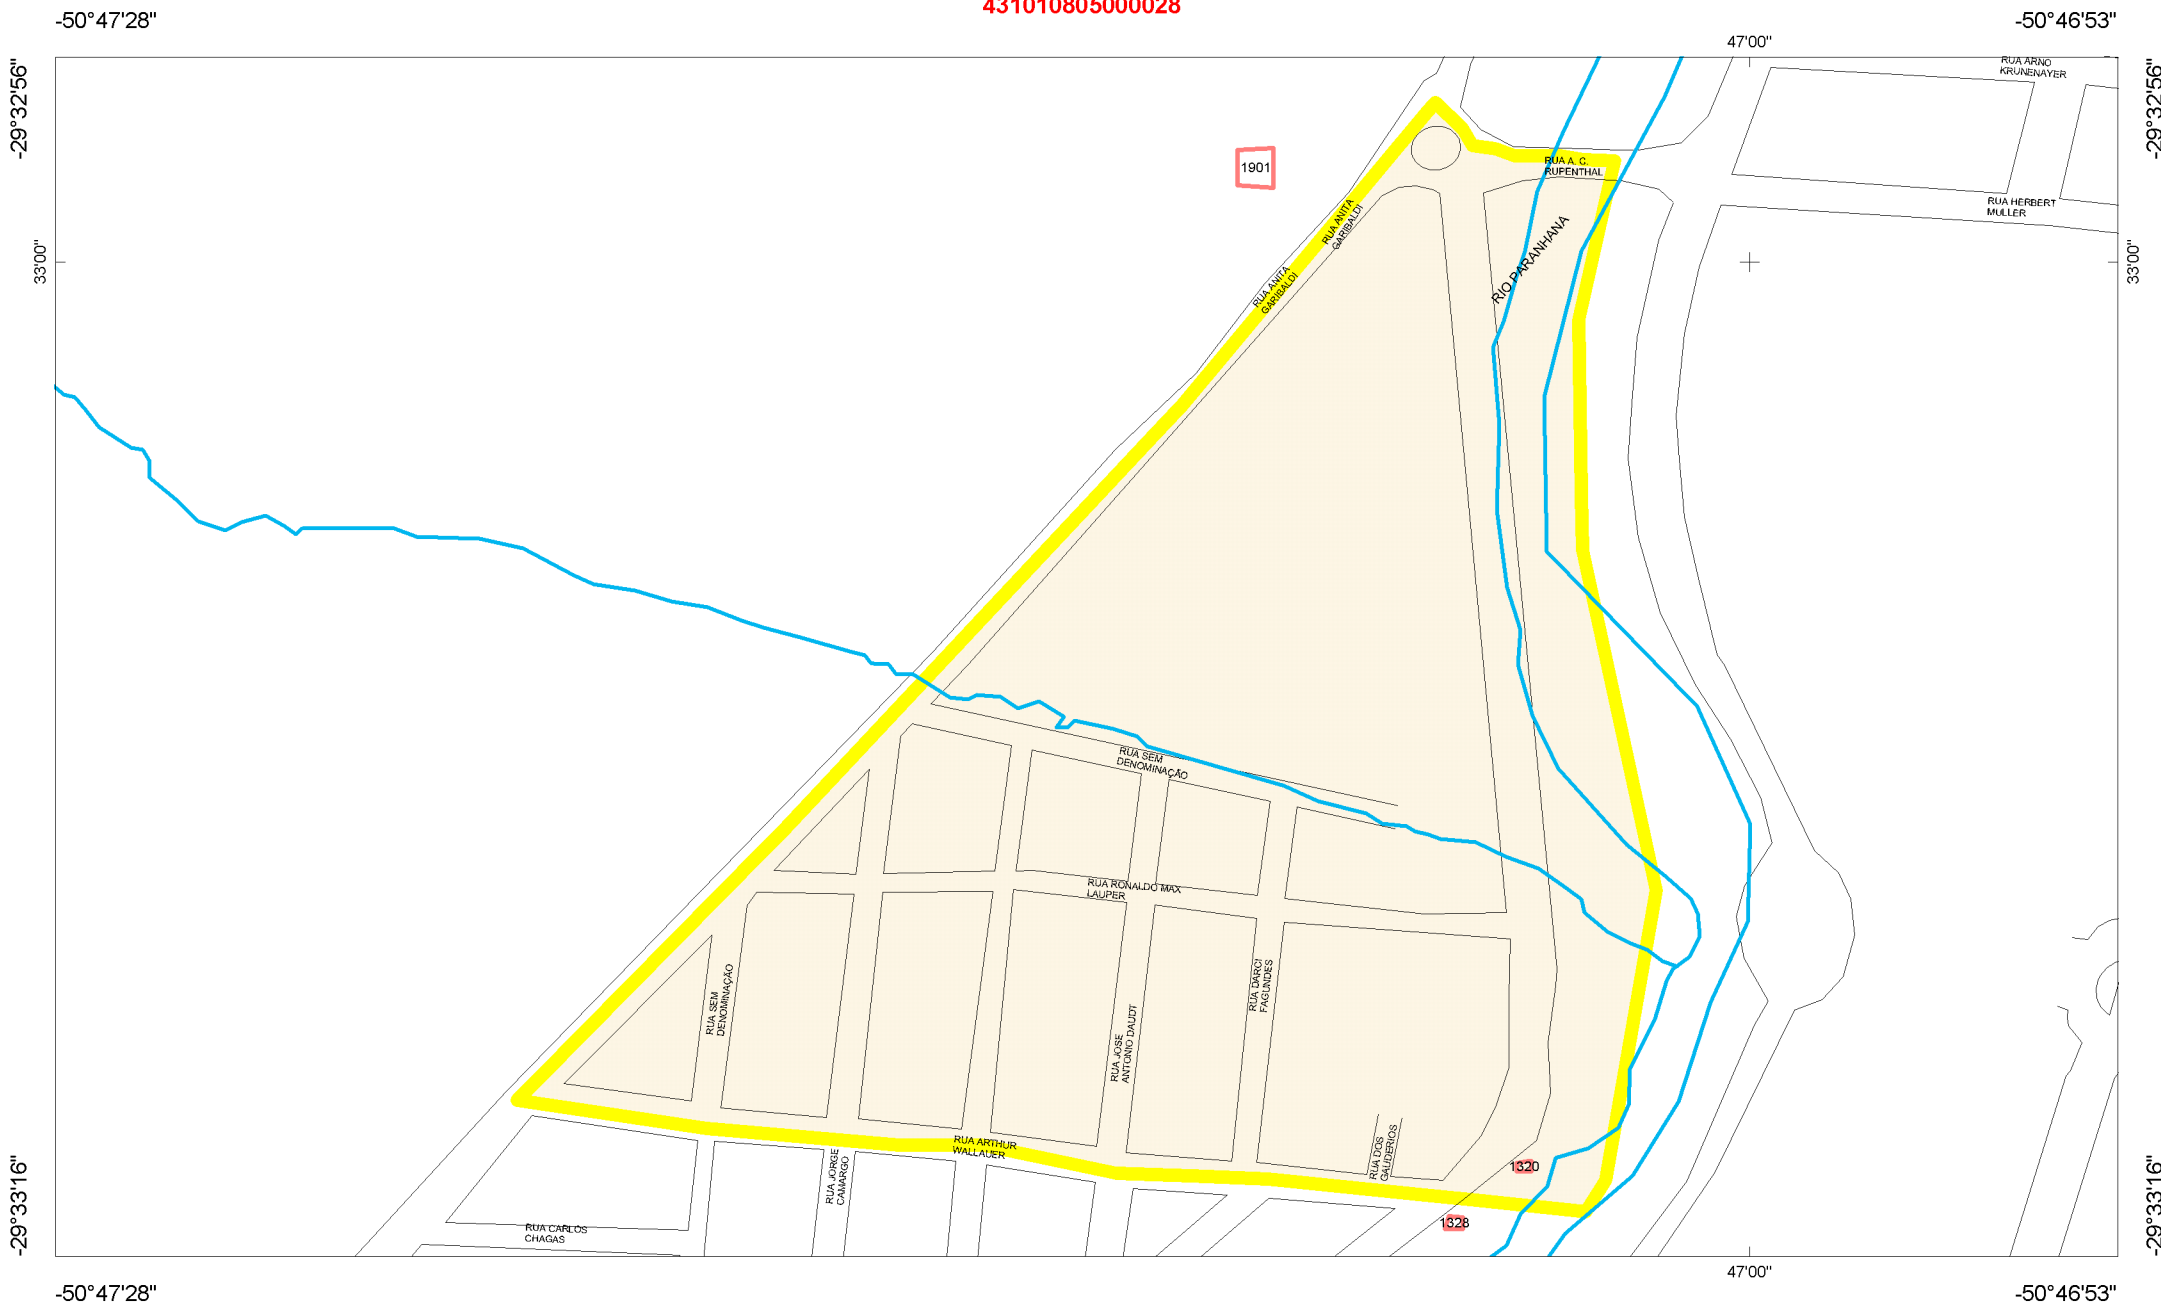 431010805000028
-50°47'28"
-50°46'53"
47'00"
-29°32'56"
-29°32'56"
RUA ARNO
KRUNENAYER
1901
RUA A. C.
RUPENTHAL
RUA HERBERT
MULLER
RUA ANITA
GARIBALDI
RIO PARANHANA
33'00"
33'00"
RUA ANITA
GARIBALDI
RUA SEM
DENOMINAÇÃO
RUA RONALDO MAX
LAUPER
RUA SEM
DENOMINAÇÃO
RUA DARCI
FAGUNDES
RUA JOSE
ANTONIO DAUDT
RUA ARTHUR
WALLAUER
RUA DOS
GAUDERIOS
1320
RUA JORGE
CAMARGO
1328
RUA CARLOS
CHAGAS
-29°33'16"
-29°33'16"
47'00"
-50°47'28"
-50°46'53"